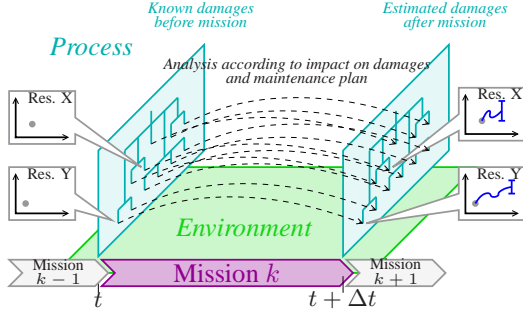 Known damages
before mission
Estimated damages
after mission
Process
Analysis according to impact on damages
and maintenance plan
Res. X
Res. X
Res. Y
Res. Y
Environment
Mission
k − 1
Mission k
Mission
k + 1
t
t + Δt